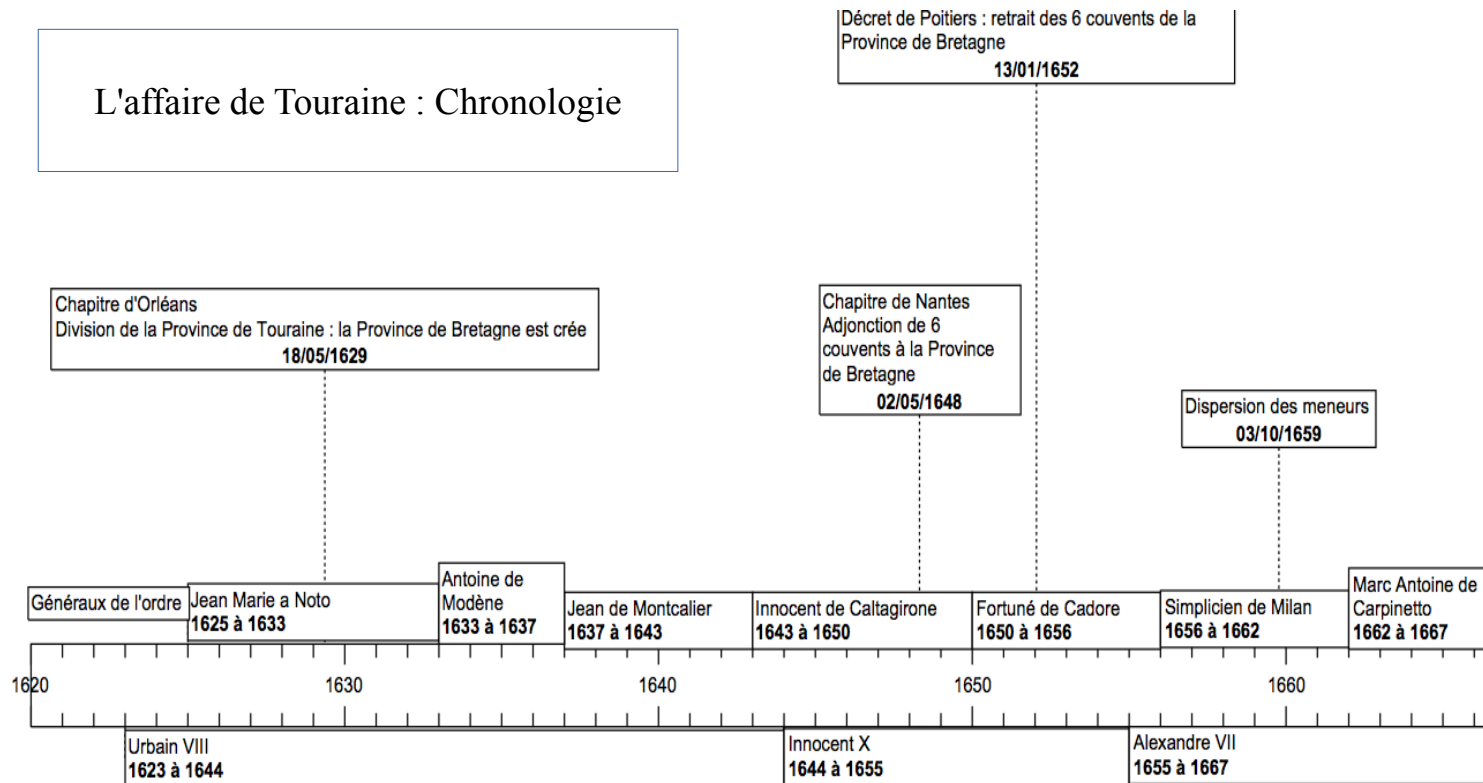 Décret de Poitiers : retrait des 6 couvents de la
Province de Bretagne
13/01/1652
L'affaire de Touraine : Chronologie
Chapitre d'Orléans
Division de la Province de Touraine : la Province de Bretagne est crée
18/05/1629
Chapitre de Nantes
Adjonction de 6
couvents à la Province
de Bretagne
02/05/1648
Dispersion des meneurs
03/10/1659
Généraux de l'ordre
Jean Marie a Noto
1625 à 1633
Antoine de
Modène
1633 à 1637
Jean de Montcalier
1637 à 1643
Innocent de Caltagirone
1643 à 1650
Fortuné de Cadore
1650 à 1656
Simplicien de Milan
1656 à 1662
Marc Antoine de
Carpinetto
1662 à 1667
1620 1630 1640 1650 1660
Urbain VIII
1623 à 1644
Innocent X
1644 à 1655
Alexandre VII
1655 à 1667